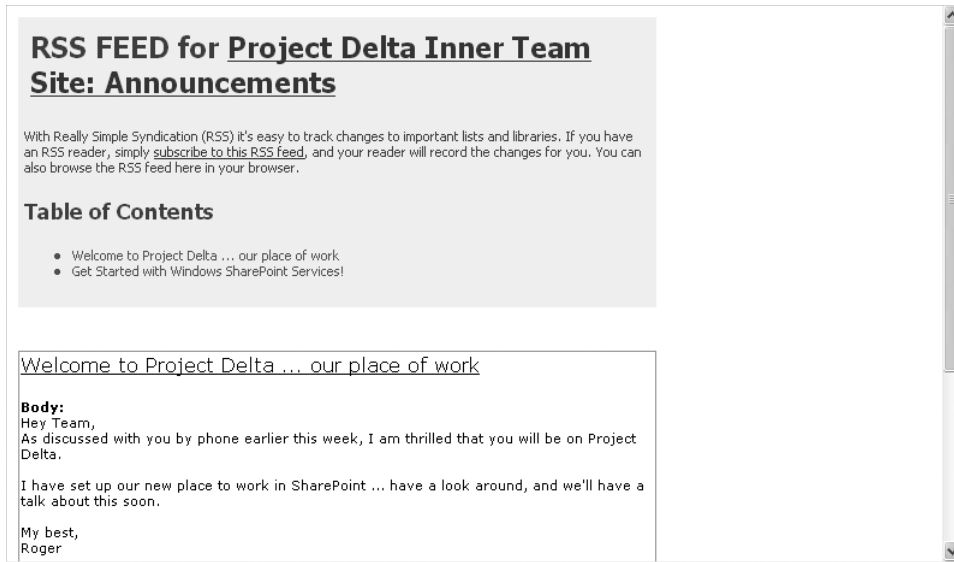 RSS FEED for Project Delta Inner Team
Site: Announcements
With Really Simple Syndication (RSS) it's easy to track changes to important lists and libraries. If you have
an RSS reader, simply subscribe to this RSS feed, and your reader will record the changes for you. You can
also browse the RSS feed here in your browser.
Table of Contents
• Welcome to Project Delta ... our place of work
• Get Started with Windows SharePoint Services!
Welcome to Project Delta ... our place of work
Body:
Hey Team,
As discussed with you by phone earlier this week, I am thrilled that you will be on Project
Delta.
I have set up our new place to work in SharePoint ... have a look around, and we'll have a
talk about this soon.
My best,
Roger